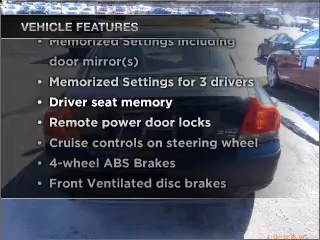 VEHICLE FEATURES
• Memorized Settings including
door mirror(s)
• Memorized Settings for 3 drivers
• Driver seat memory
• Remote power door locks
• Cruise controls on steering wheel
• 4-wheel ABS Brakes
• Front Ventilated disc brakes